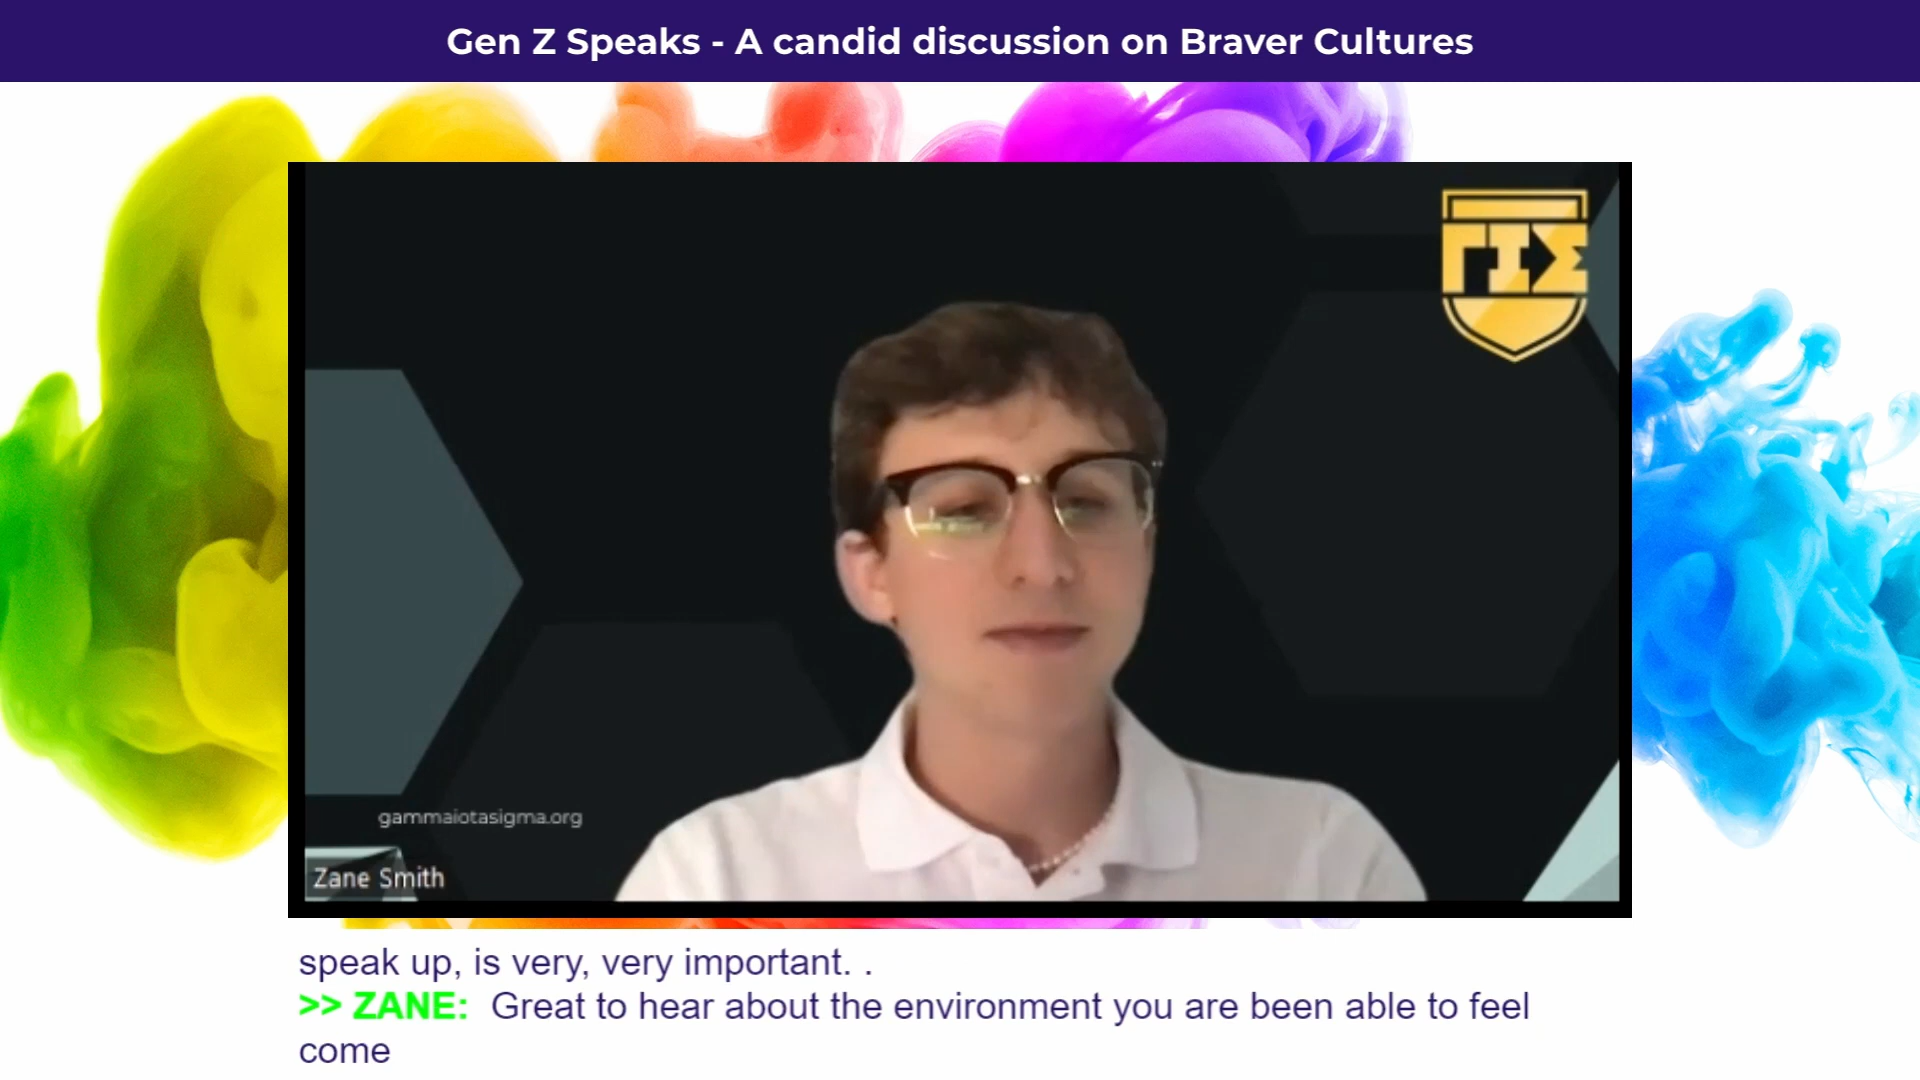 Gen Z Speaks - A candid discussion on Braver Cultures
ΓΙΣ
gammaiotasigma.org
Zane Smith
speak up, is very, very important. .
>> ZANE: Great to hear about the environment you are been able to feel
come